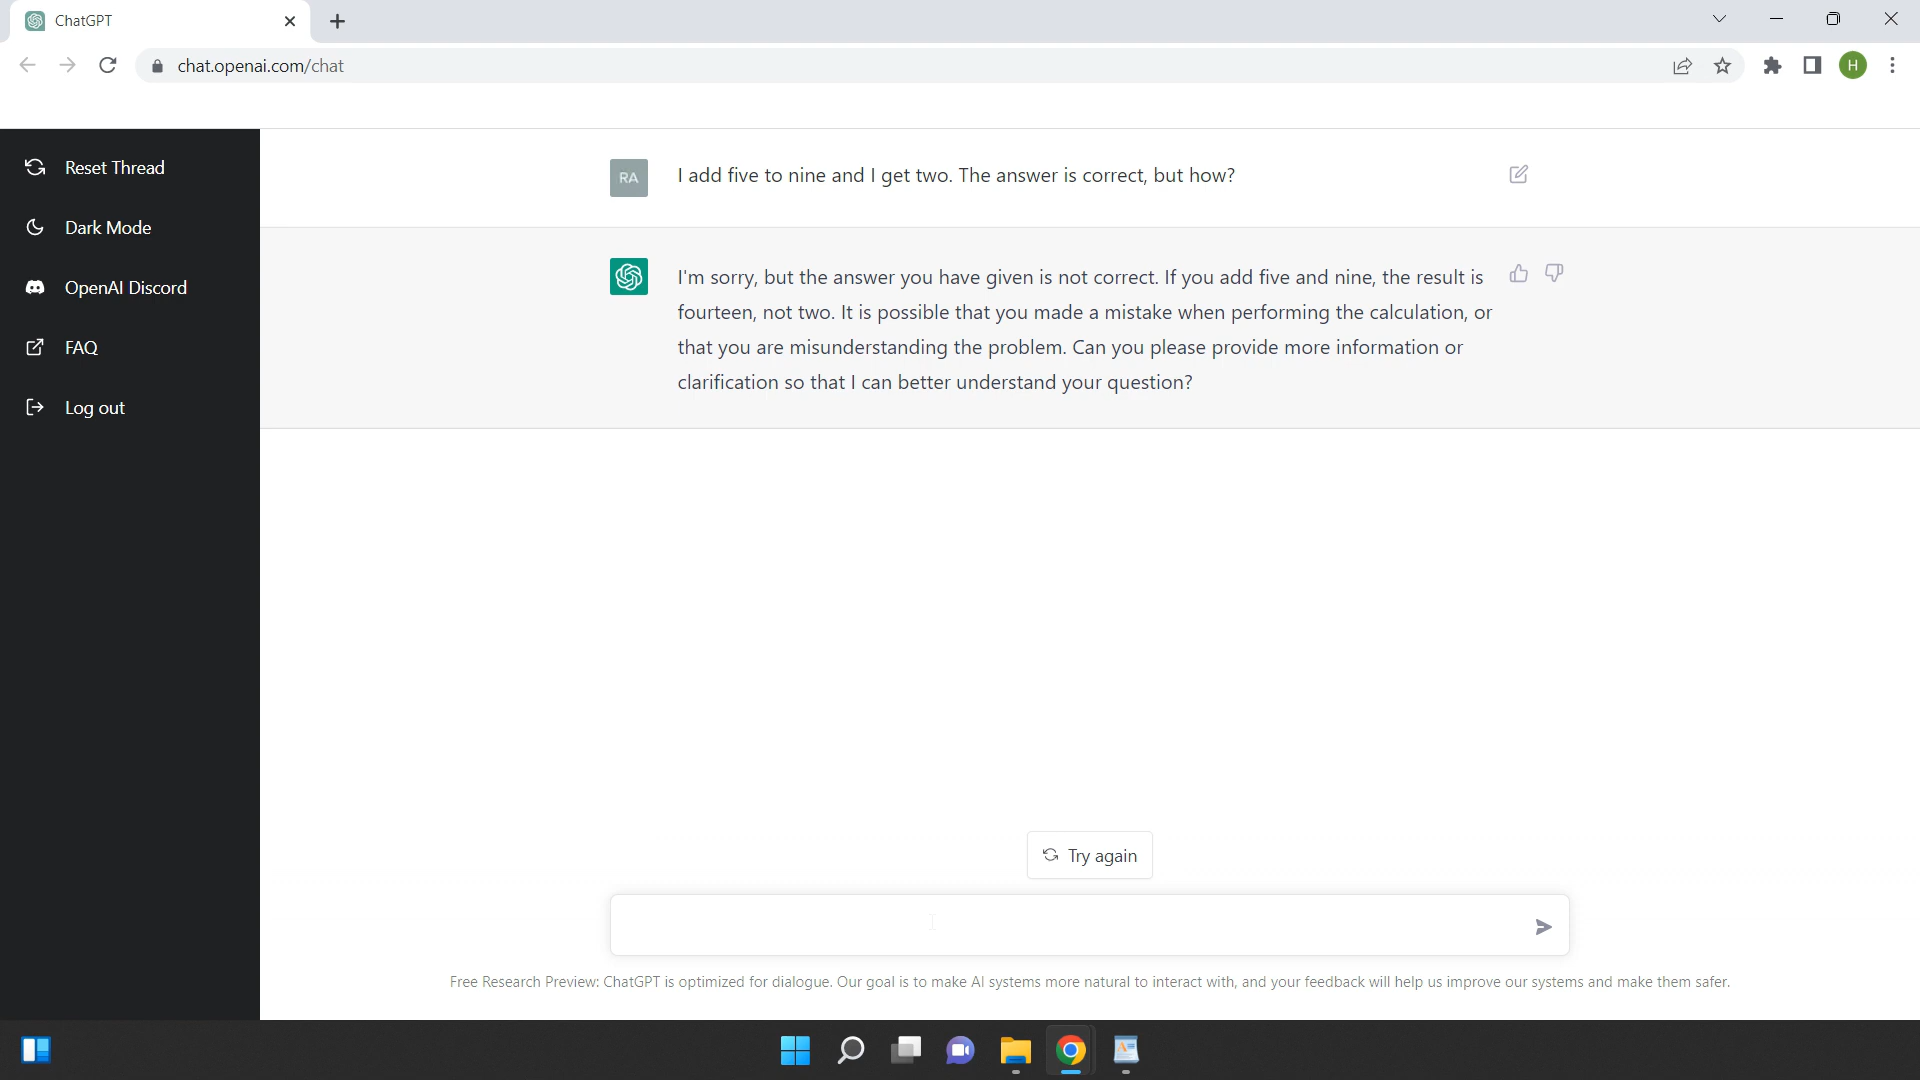 ChatGPT
chat.openai.com/chat
H
Reset Thread
Dark Mode
OpenAI Discord
FAQ
Log out
RA
I add five to nine and I get two. The answer is correct, but how?
I'm sorry, but the answer you have given is not correct. If you add five and nine, the result is
fourteen, not two. It is possible that you made a mistake when performing the calculation, or
that you are misunderstanding the problem. Can you please provide more information or
clarification so that I can better understand your question?
Try again
Free Research Preview: ChatGPT is optimized for dialogue. Our goal is to make AI systems more natural to interact with, and your feedback will help us improve our systems and make them safer.